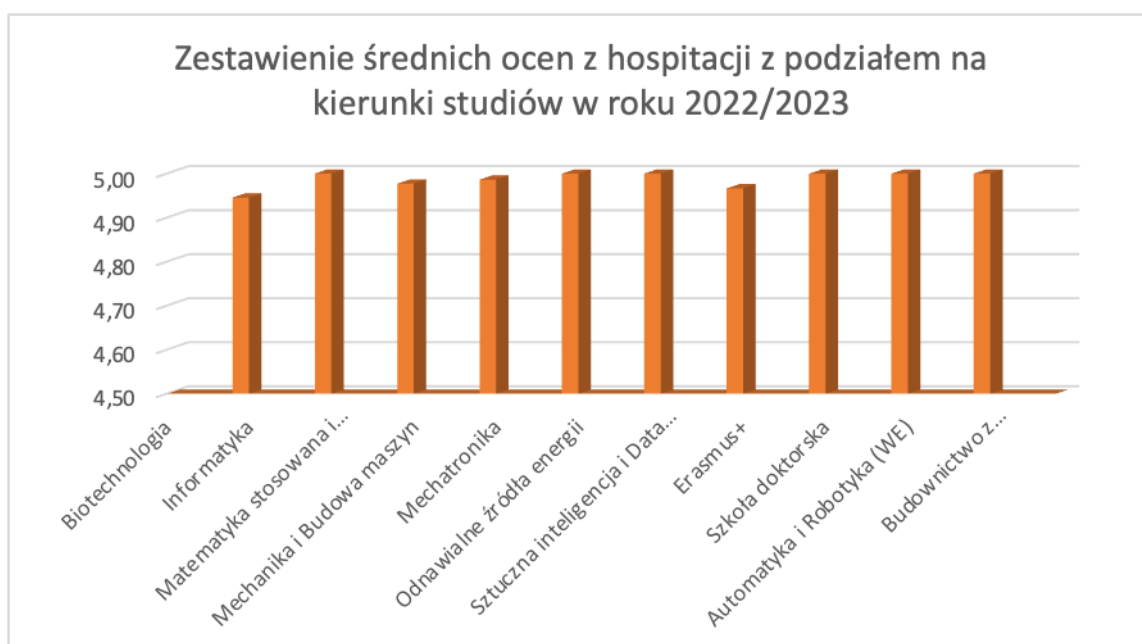 Zestawienie średnich ocen z hospitacji z podziałem na
kierunki studiów w roku 2022/2023
5,00
4,90
4,80
4,70
4,60
4,50
Biotechnologia
Informatyka
Matematyka stosowana i...
Mechanika i Budowa maszyn
Mechatronika
Odnawialne źródła energii
Sztuczna inteligencja i Data...
Erasmus+
Szkoła doktorska
Automatyka i Robotyka (WE)
Budownictwo z...